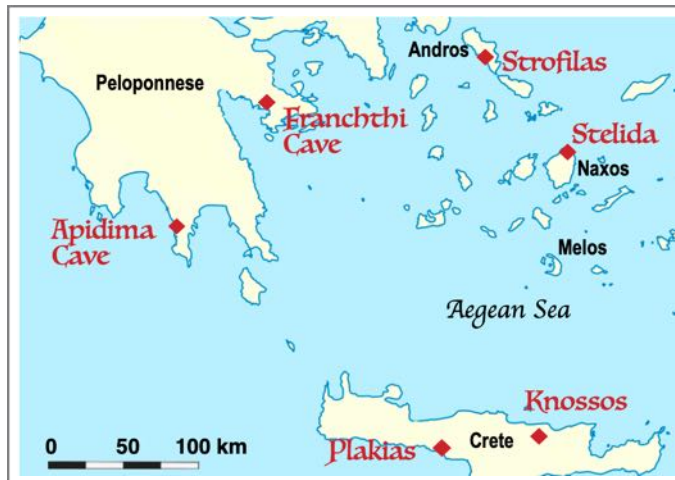 Andros
Strofilas
Peloponnese
Franchthi
Cave
Stelida
Naxos
Apidima
Cave
Melos
Aegean Sea
Knossos
0 50 100 km
Plakias
Crete